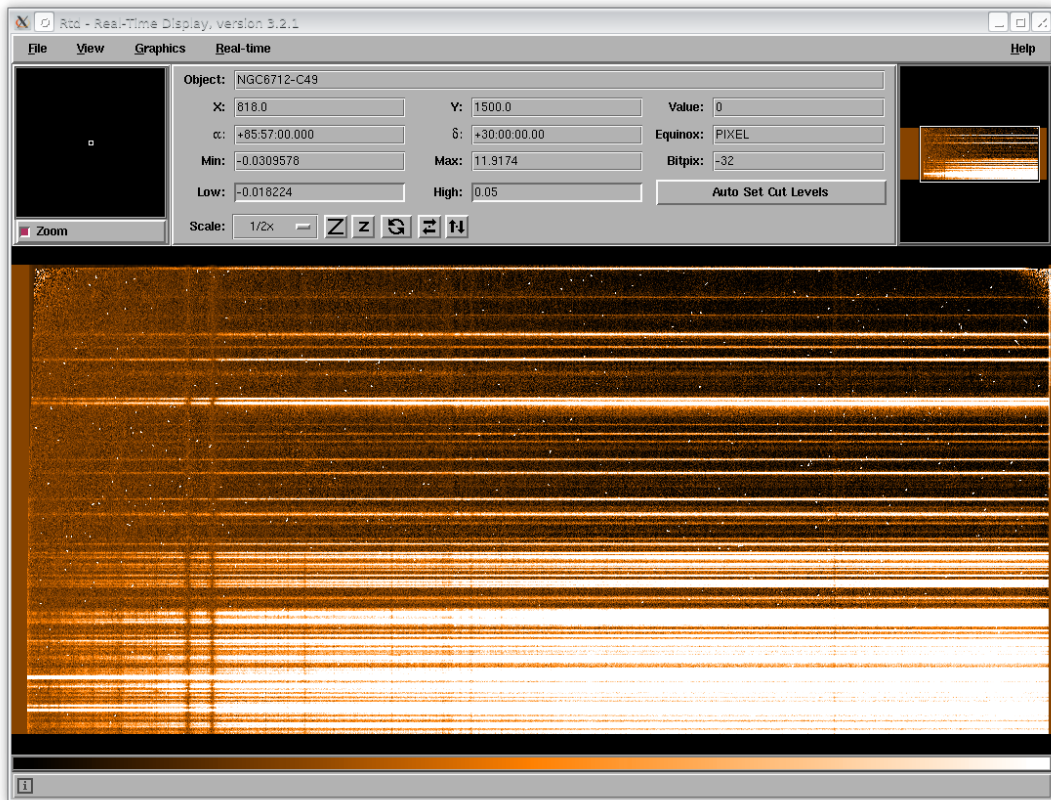 Rtd - Real-Time Display, version 3.2.1
File View Graphics Real-time Help
Object: NGC6712-C49
X: 818.0 Y: 1500.0 Value: 0
α: +85:57:00.000 δ: +30:00:00.00 Equinox: PIXEL
Min: -0.0309578 Max: 11.9174 Bitpix: -32
Low: -0.018224 High: 0.05 Auto Set Cut Levels
Zoom Scale: 1/2x Z z